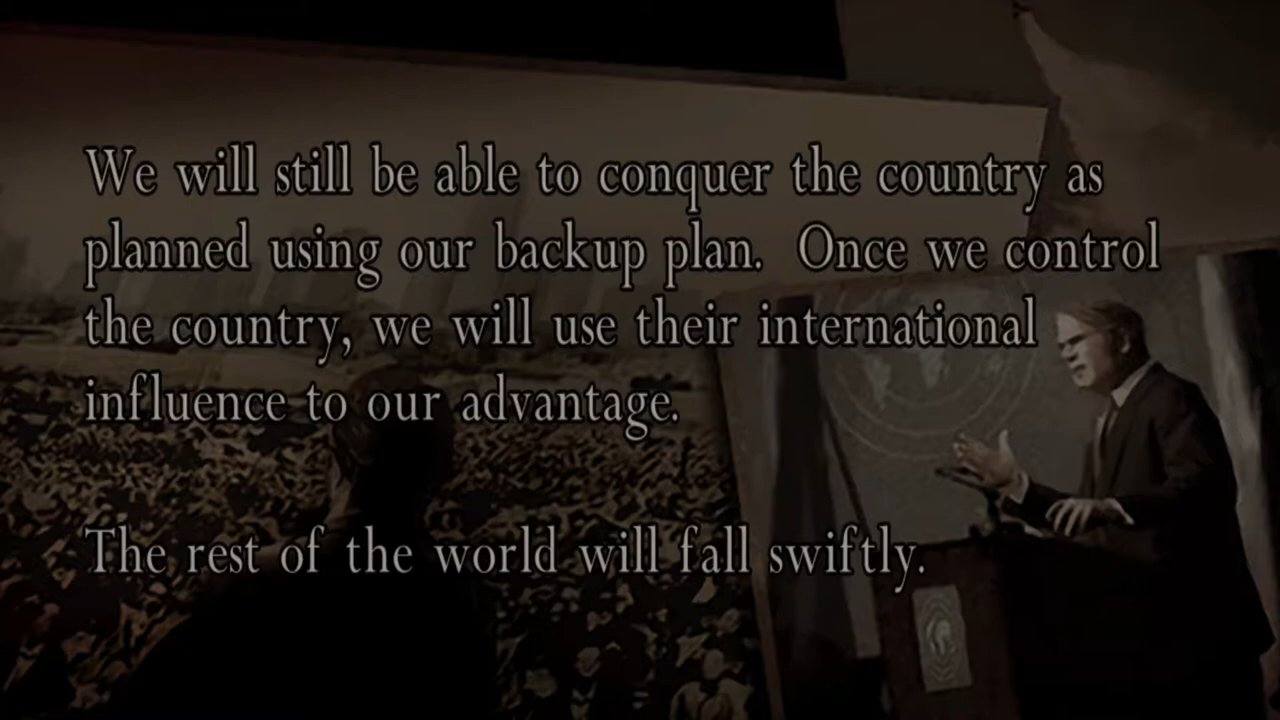 We will still be able to conquer the country as
planned using our backup plan.  Once we control
the country, we will use their international
influence to our advantage.
The rest of the world will fall swiftly.